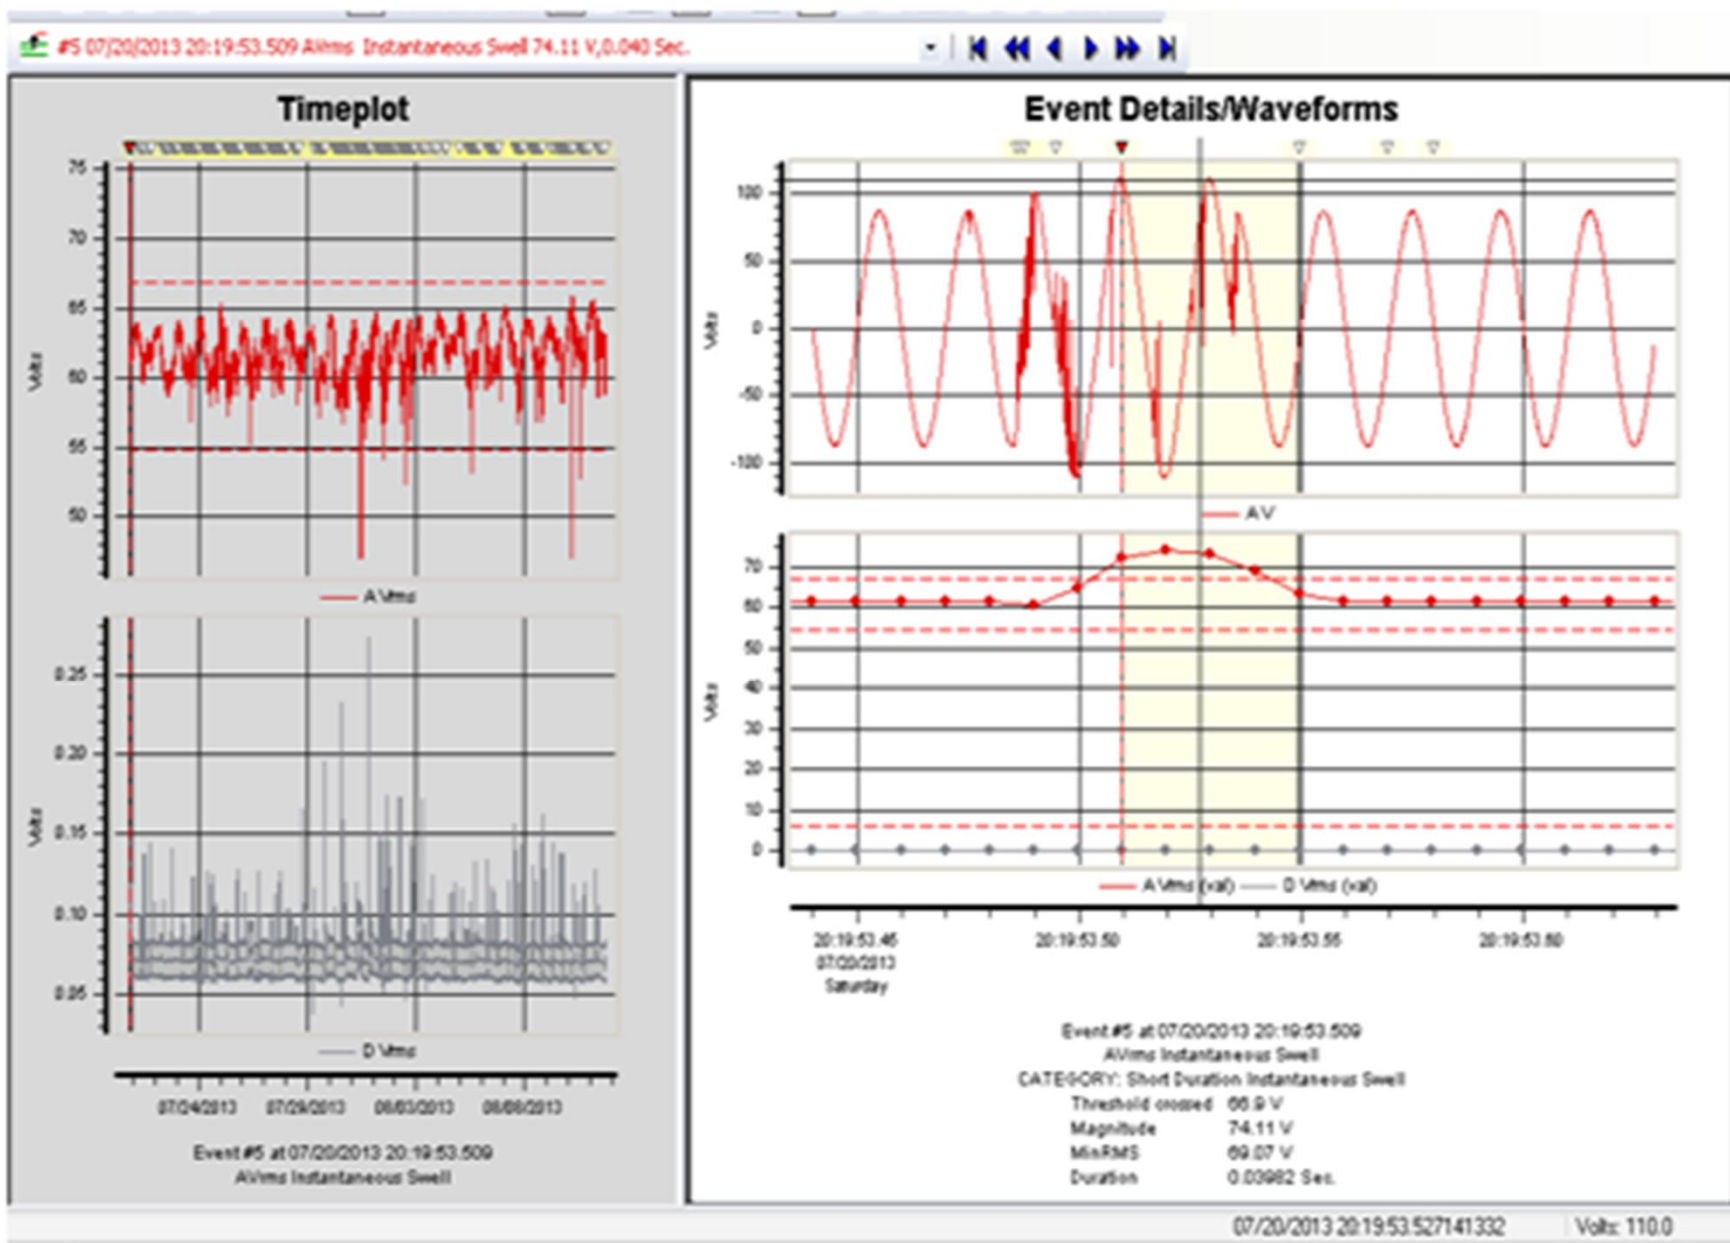 #5 07/20/2013 20:19:53.509 AVrms Instantaneous Swell 74.11 V,0.040 Sec.
Timeplot
75
70
65
60
55
50
Volts
A Vrms
0.25
0.20
0.15
0.10
0.05
Volts
D Vrms
07/24/2013 07/29/2013 08/03/2013 08/08/2013
Event #5 at 07/20/2013 20:19:53.509
AVrms Instantaneous Swell
Event Details/Waveforms
100
50
0
-50
-100
Volts
A V
70
60
50
40
30
20
10
0
Volts
A Vrms (val) D Vrms (val)
20:19:53.45 20:19:53.50 20:19:53.55 20:19:53.60
07/20/2013
Saturday
Event #5 at 07/20/2013 20:19:53.509
AVrms Instantaneous Swell
CATEGORY: Short Duration Instantaneous Swell
Threshold crossed 66.9 V
Magnitude 74.11 V
MinRMS 69.07 V
Duration 0.03982 Sec.
07/20/2013 20:19:53.527141332 Volts: 110.0